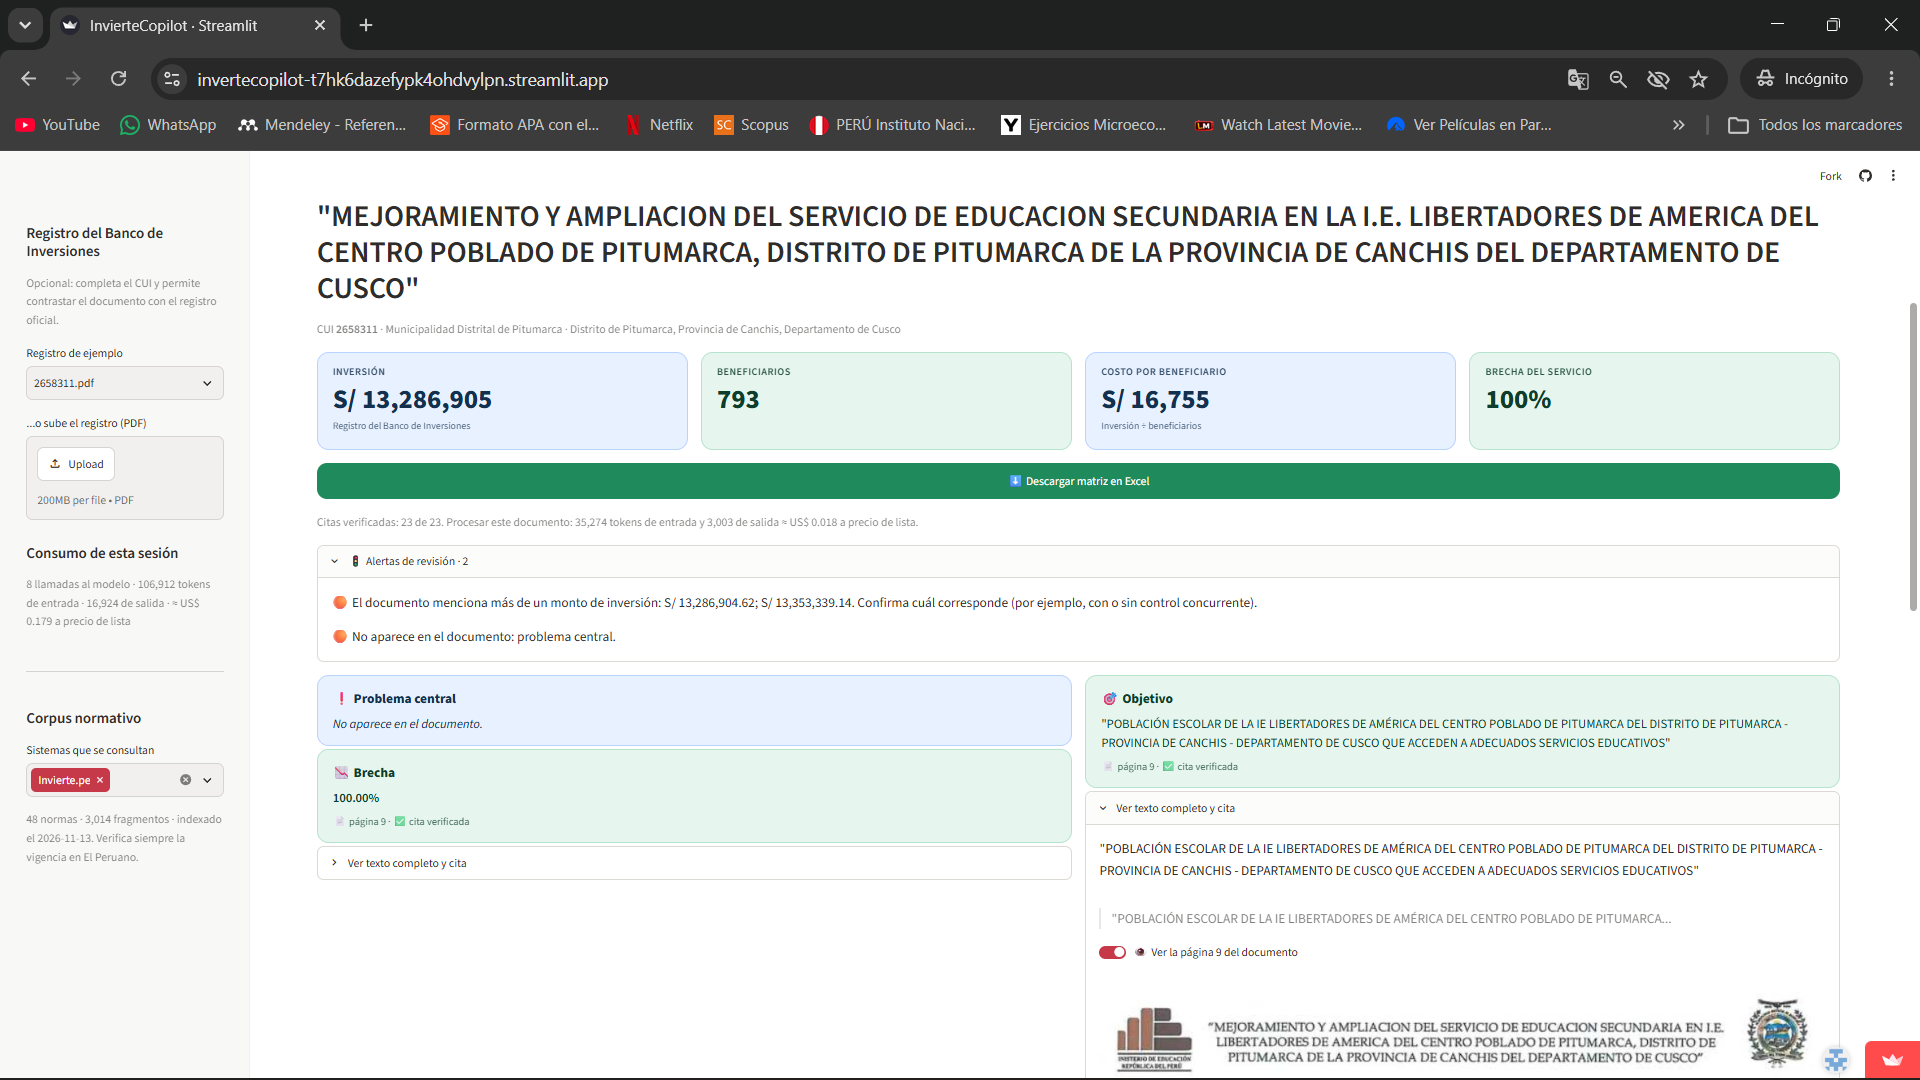 InvierteCopilot · Streamlit
invertecopilot-t7hk6dazefypk4ohdvylpn.streamlit.app
Incógnito
YouTube
WhatsApp
Mendeley - Referen...
Formato APA con el...
Netflix
SC Scopus
PERÚ Instituto Naci...
Y Ejercicios Microeco...
LM Watch Latest Movie...
Ver Películas en Par...
Todos los marcadores
Fork
Registro del Banco de
Inversiones
Opcional: completa el CUI y permite
contrastar el documento con el registro
oficial.
Registro de ejemplo
2658311.pdf
...o sube el registro (PDF)
Upload
200MB per file • PDF
Consumo de esta sesión
8 llamadas al modelo · 106,912 tokens
de entrada · 16,924 de salida · ≈ US$
0.179 a precio de lista
Corpus normativo
Sistemas que se consultan
Invierte.pe
48 normas · 3,014 fragmentos · indexado
el 2026-11-13. Verifica siempre la
vigencia en El Peruano.
"MEJORAMIENTO Y AMPLIACION DEL SERVICIO DE EDUCACION SECUNDARIA EN LA I.E. LIBERTADORES DE AMERICA DEL
CENTRO POBLADO DE PITUMARCA, DISTRITO DE PITUMARCA DE LA PROVINCIA DE CANCHIS DEL DEPARTAMENTO DE
CUSCO"
CUI 2658311 · Municipalidad Distrital de Pitumarca · Distrito de Pitumarca, Provincia de Canchis, Departamento de Cusco
INVERSIÓN
S/ 13,286,905
Registro del Banco de Inversiones
BENEFICIARIOS
793
COSTO POR BENEFICIARIO
S/ 16,755
Inversión ÷ beneficiarios
BRECHA DEL SERVICIO
100%
Descargar matriz en Excel
Citas verificadas: 23 de 23. Procesar este documento: 35,274 tokens de entrada y 3,003 de salida ≈ US$ 0.018 a precio de lista.
Alertas de revisión · 2
El documento menciona más de un monto de inversión: S/ 13,286,904.62; S/ 13,353,339.14. Confirma cuál corresponde (por ejemplo, con o sin control concurrente).
No aparece en el documento: problema central.
Problema central
No aparece en el documento.
Brecha
100.00%
página 9 · cita verificada
Ver texto completo y cita
Objetivo
"POBLACIÓN ESCOLAR DE LA IE LIBERTADORES DE AMÉRICA DEL CENTRO POBLADO DE PITUMARCA DEL DISTRITO DE PITUMARCA -
PROVINCIA DE CANCHIS - DEPARTAMENTO DE CUSCO QUE ACCEDEN A ADECUADOS SERVICIOS EDUCATIVOS"
página 9 · cita verificada
Ver texto completo y cita
"POBLACIÓN ESCOLAR DE LA IE LIBERTADORES DE AMÉRICA DEL CENTRO POBLADO DE PITUMARCA DEL DISTRITO DE PITUMARCA -
PROVINCIA DE CANCHIS - DEPARTAMENTO DE CUSCO QUE ACCEDEN A ADECUADOS SERVICIOS EDUCATIVOS"
"POBLACIÓN ESCOLAR DE LA IE LIBERTADORES DE AMÉRICA DEL CENTRO POBLADO DE PITUMARCA...
Ver la página 9 del documento
INISTERIO DE EDUCACIÓN
REPÚBLICA DEL PERÚ
"MEJORAMIENTO Y AMPLIACION DEL SERVICIO DE EDUCACION SECUNDARIA EN I.E.
LIBERTADORES DE AMERICA DEL CENTRO POBLADO DE PITUMARCA, DISTRITO DE
PITUMARCA DE LA PROVINCIA DE CANCHIS DEL DEPARTAMENTO DE CUSCO"